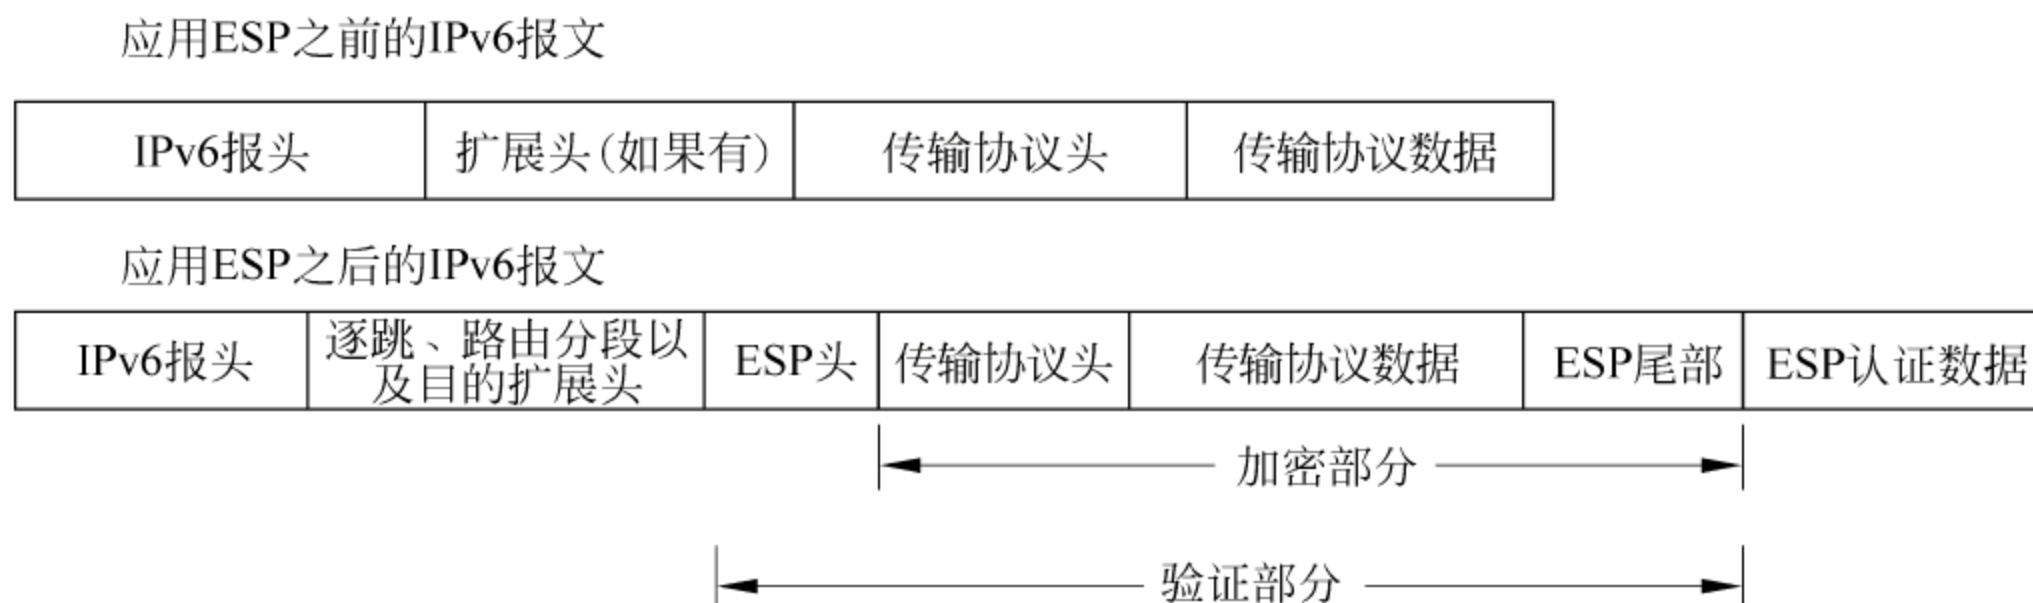 应用ESP之前的IPv6报文
IPv6报头 扩展头(如果有) 传输协议头 传输协议数据
应用ESP之后的IPv6报文
IPv6报头 逐跳、路由分段以及目的扩展头 ESP头 传输协议头 传输协议数据 ESP尾部 ESP认证数据
加密部分
验证部分